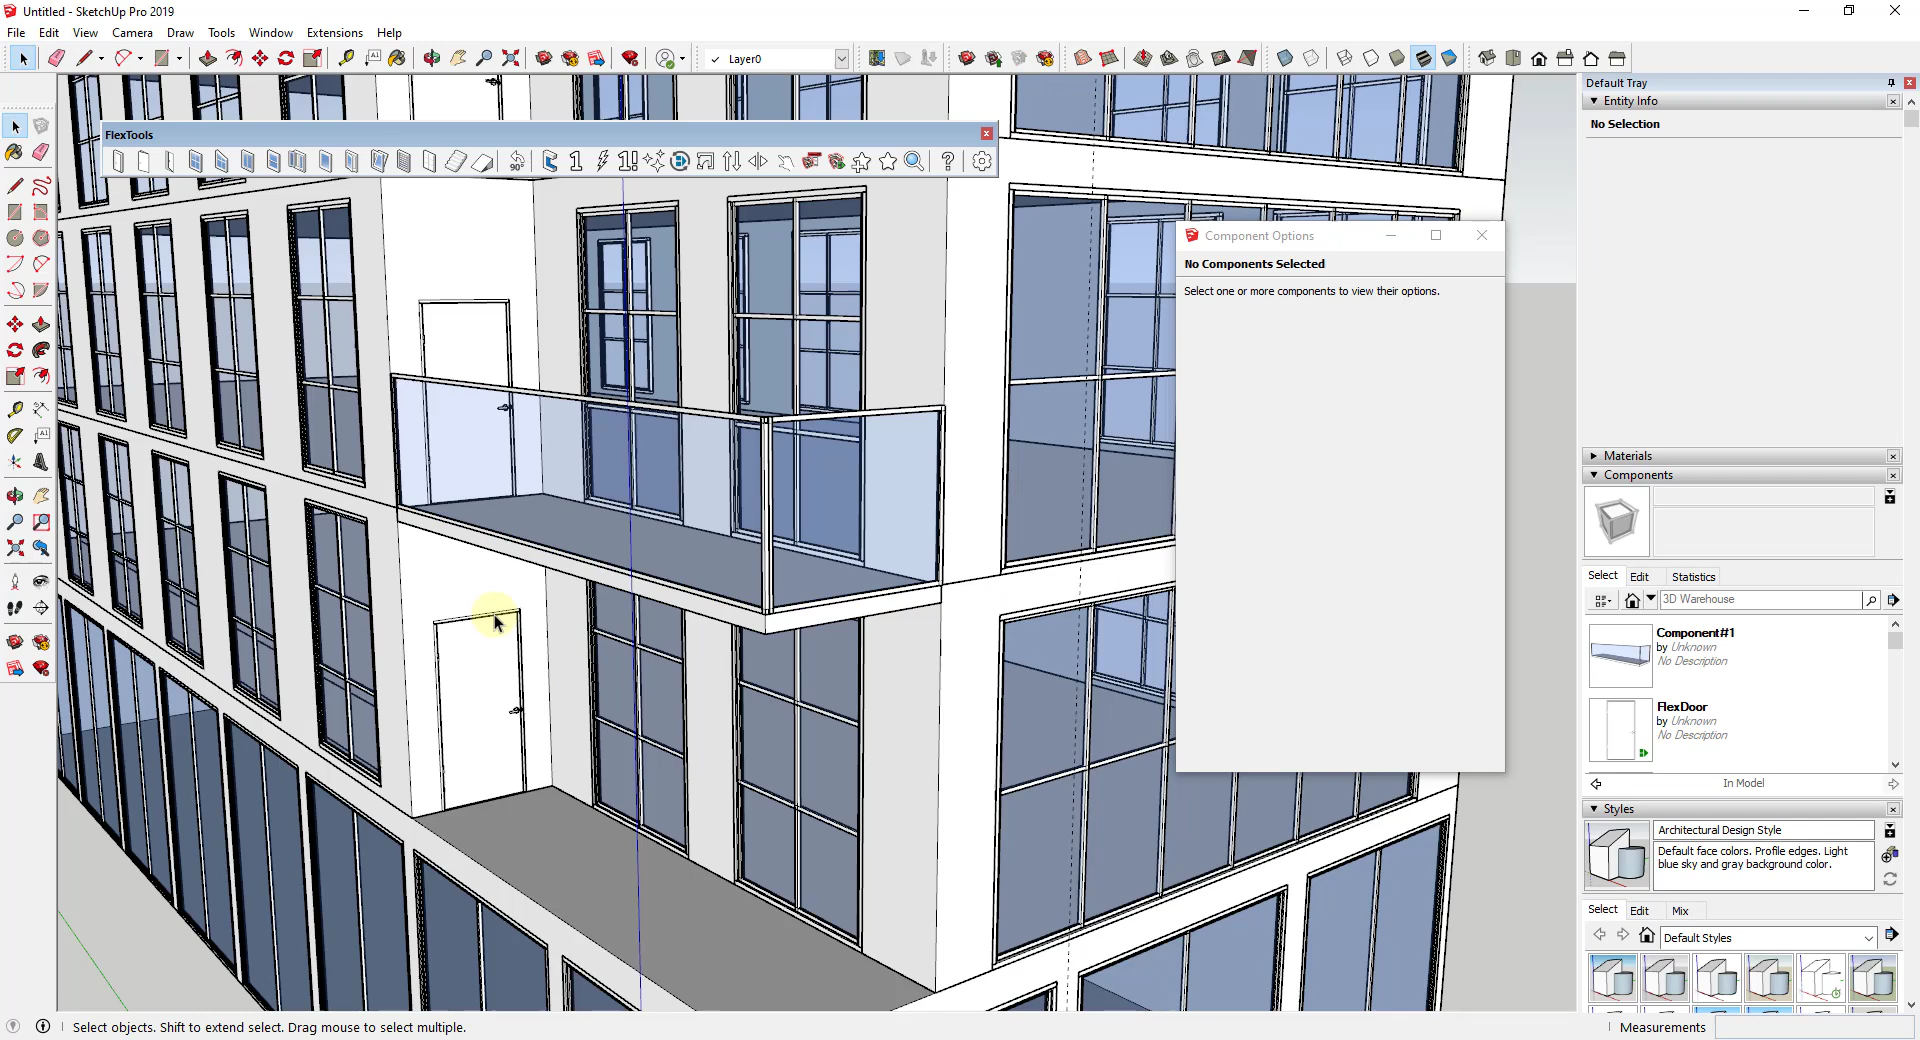 Untitled - SketchUp Pro 2019
File Edit View Camera Draw Tools Window Extensions Help
Layer0
Default Tray
Entity Info
No Selection
FlexTools
Component Options
No Components Selected
Select one or more components to view their options.
Materials
Components
Select Edit Statistics
3D Warehouse
Component#1
by Unknown
No Description
FlexDoor
by Unknown
No Description
In Model
Styles
Architectural Design Style
Default face colors. Profile edges. Light
blue sky and gray background color.
Select Edit Mix
Default Styles
Select objects. Shift to extend select. Drag mouse to select multiple.
Measurements